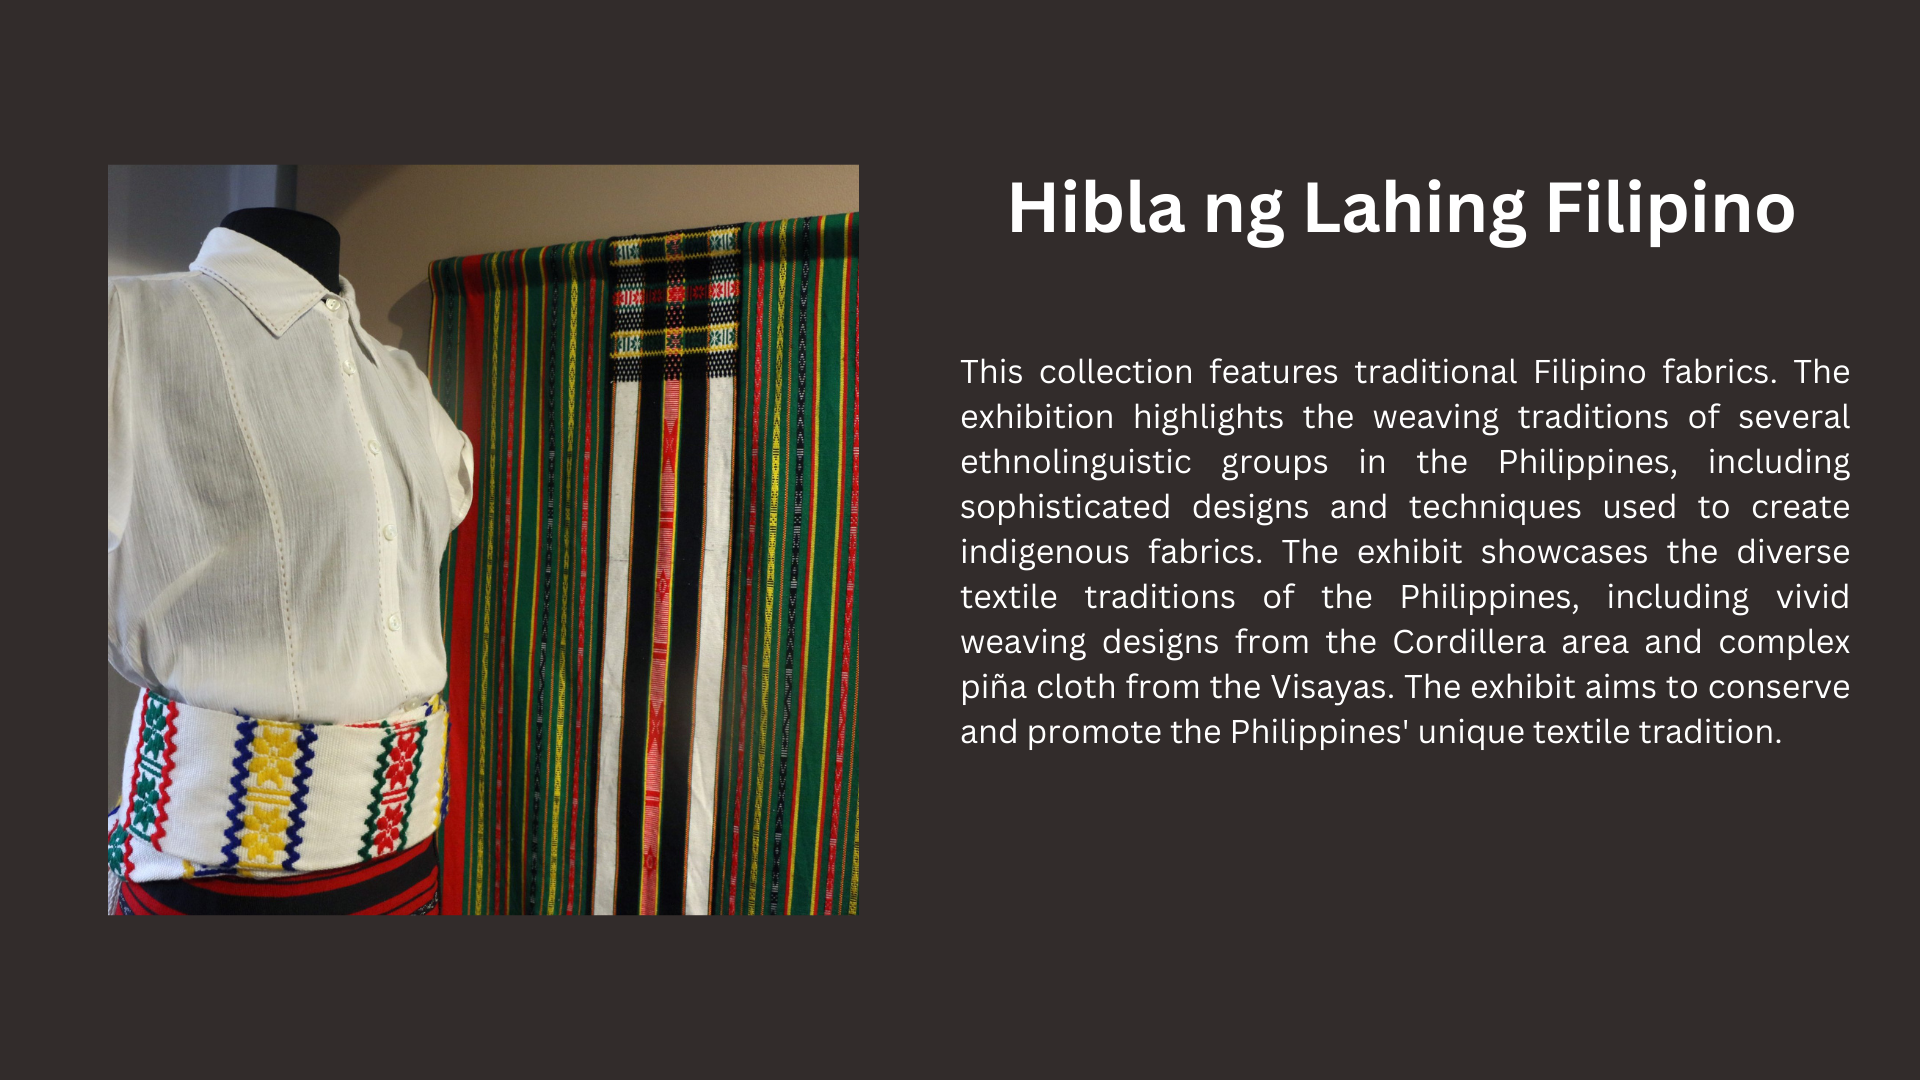 Hibla ng Lahing Filipino
This collection features traditional Filipino fabrics. The
exhibition highlights the weaving traditions of several
ethnolinguistic groups in the Philippines, including
sophisticated designs and techniques used to create
indigenous fabrics. The exhibit showcases the diverse
textile traditions of the Philippines, including vivid
weaving designs from the Cordillera area and complex
piña cloth from the Visayas. The exhibit aims to conserve
and promote the Philippines' unique textile tradition.